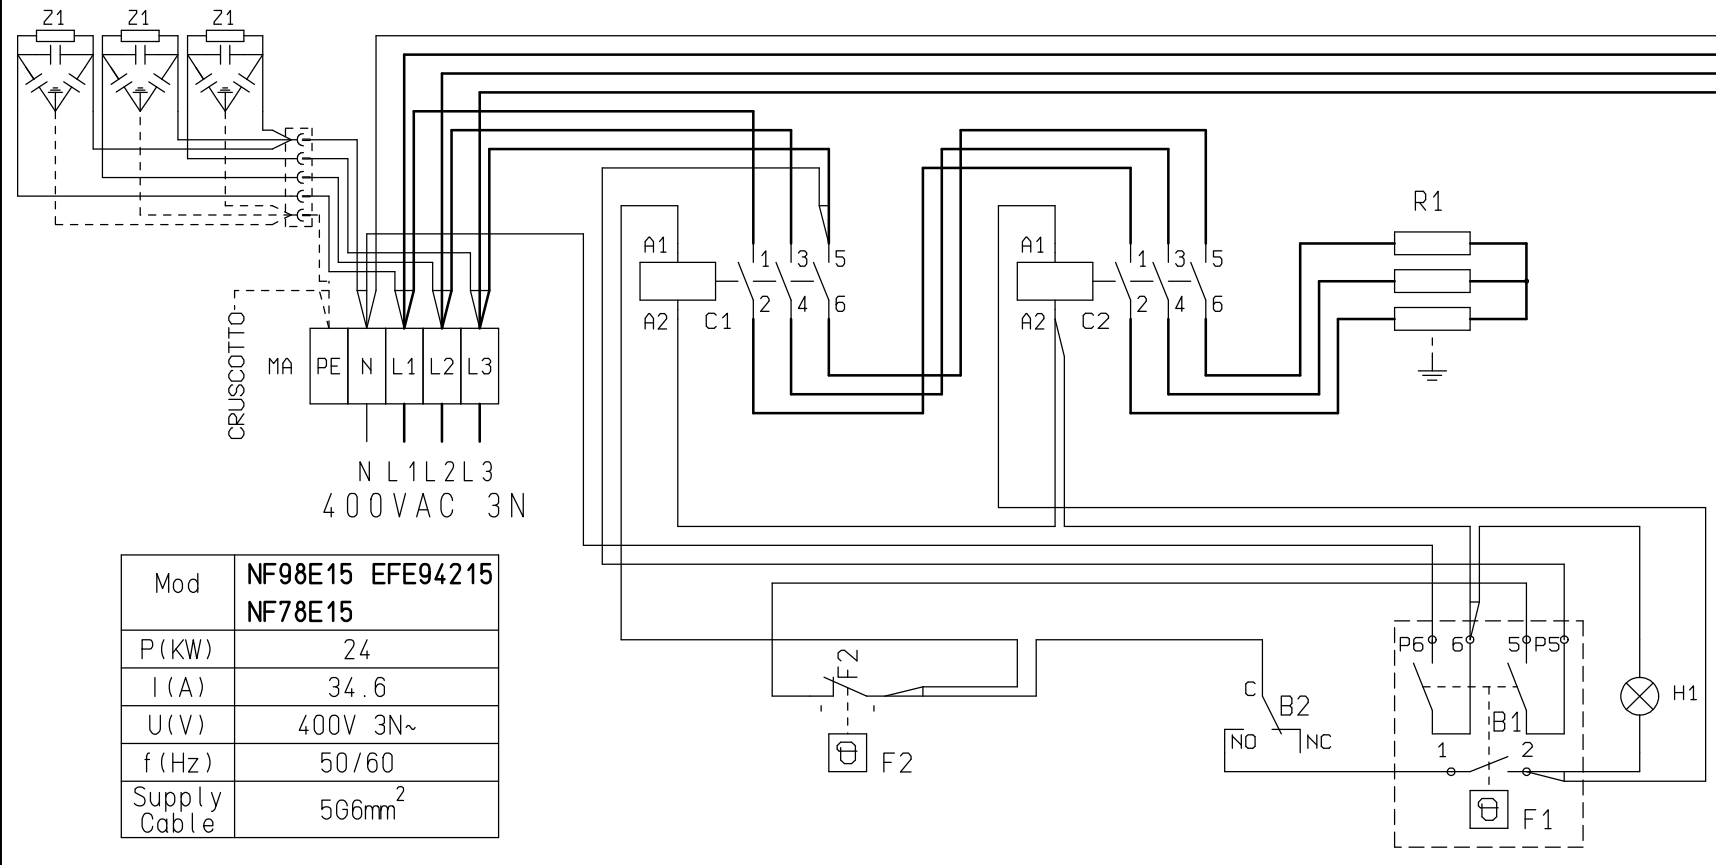 Z1 Z1 Z1
R1
A1 1 3 5 A1 1 3 5
2 4 6 2 4 6
A2 C1 A2 C2
CRUSCOTTO
MA PE N L1 L2 L3
N L1 L2 L3
400VAC 3N
Mod NF98E15 EFE94215
NF78E15
P(KW) 24
I(A) 34.6
U(V) 400V 3N~
f(Hz) 50/60
Supply
Cable 5G6mm2
P6 6 5 P5
F2
C B2 H1
NO NC B1
1 2
F2
F1